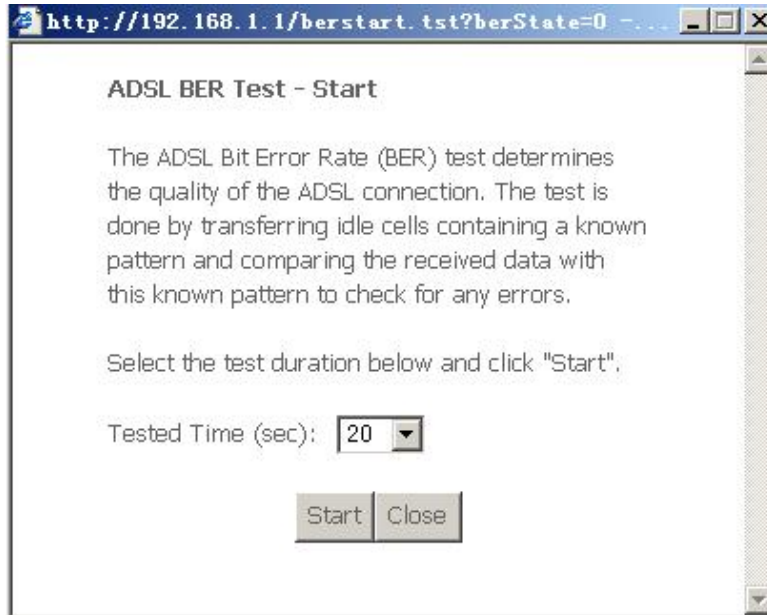 http://192.168.1.1/berstart.tst?berState=0 -...
ADSL BER Test - Start
The ADSL Bit Error Rate (BER) test determines
the quality of the ADSL connection. The test is
done by transferring idle cells containing a known
pattern and comparing the received data with
this known pattern to check for any errors.
Select the test duration below and click "Start".
Tested Time (sec): 20
Start Close